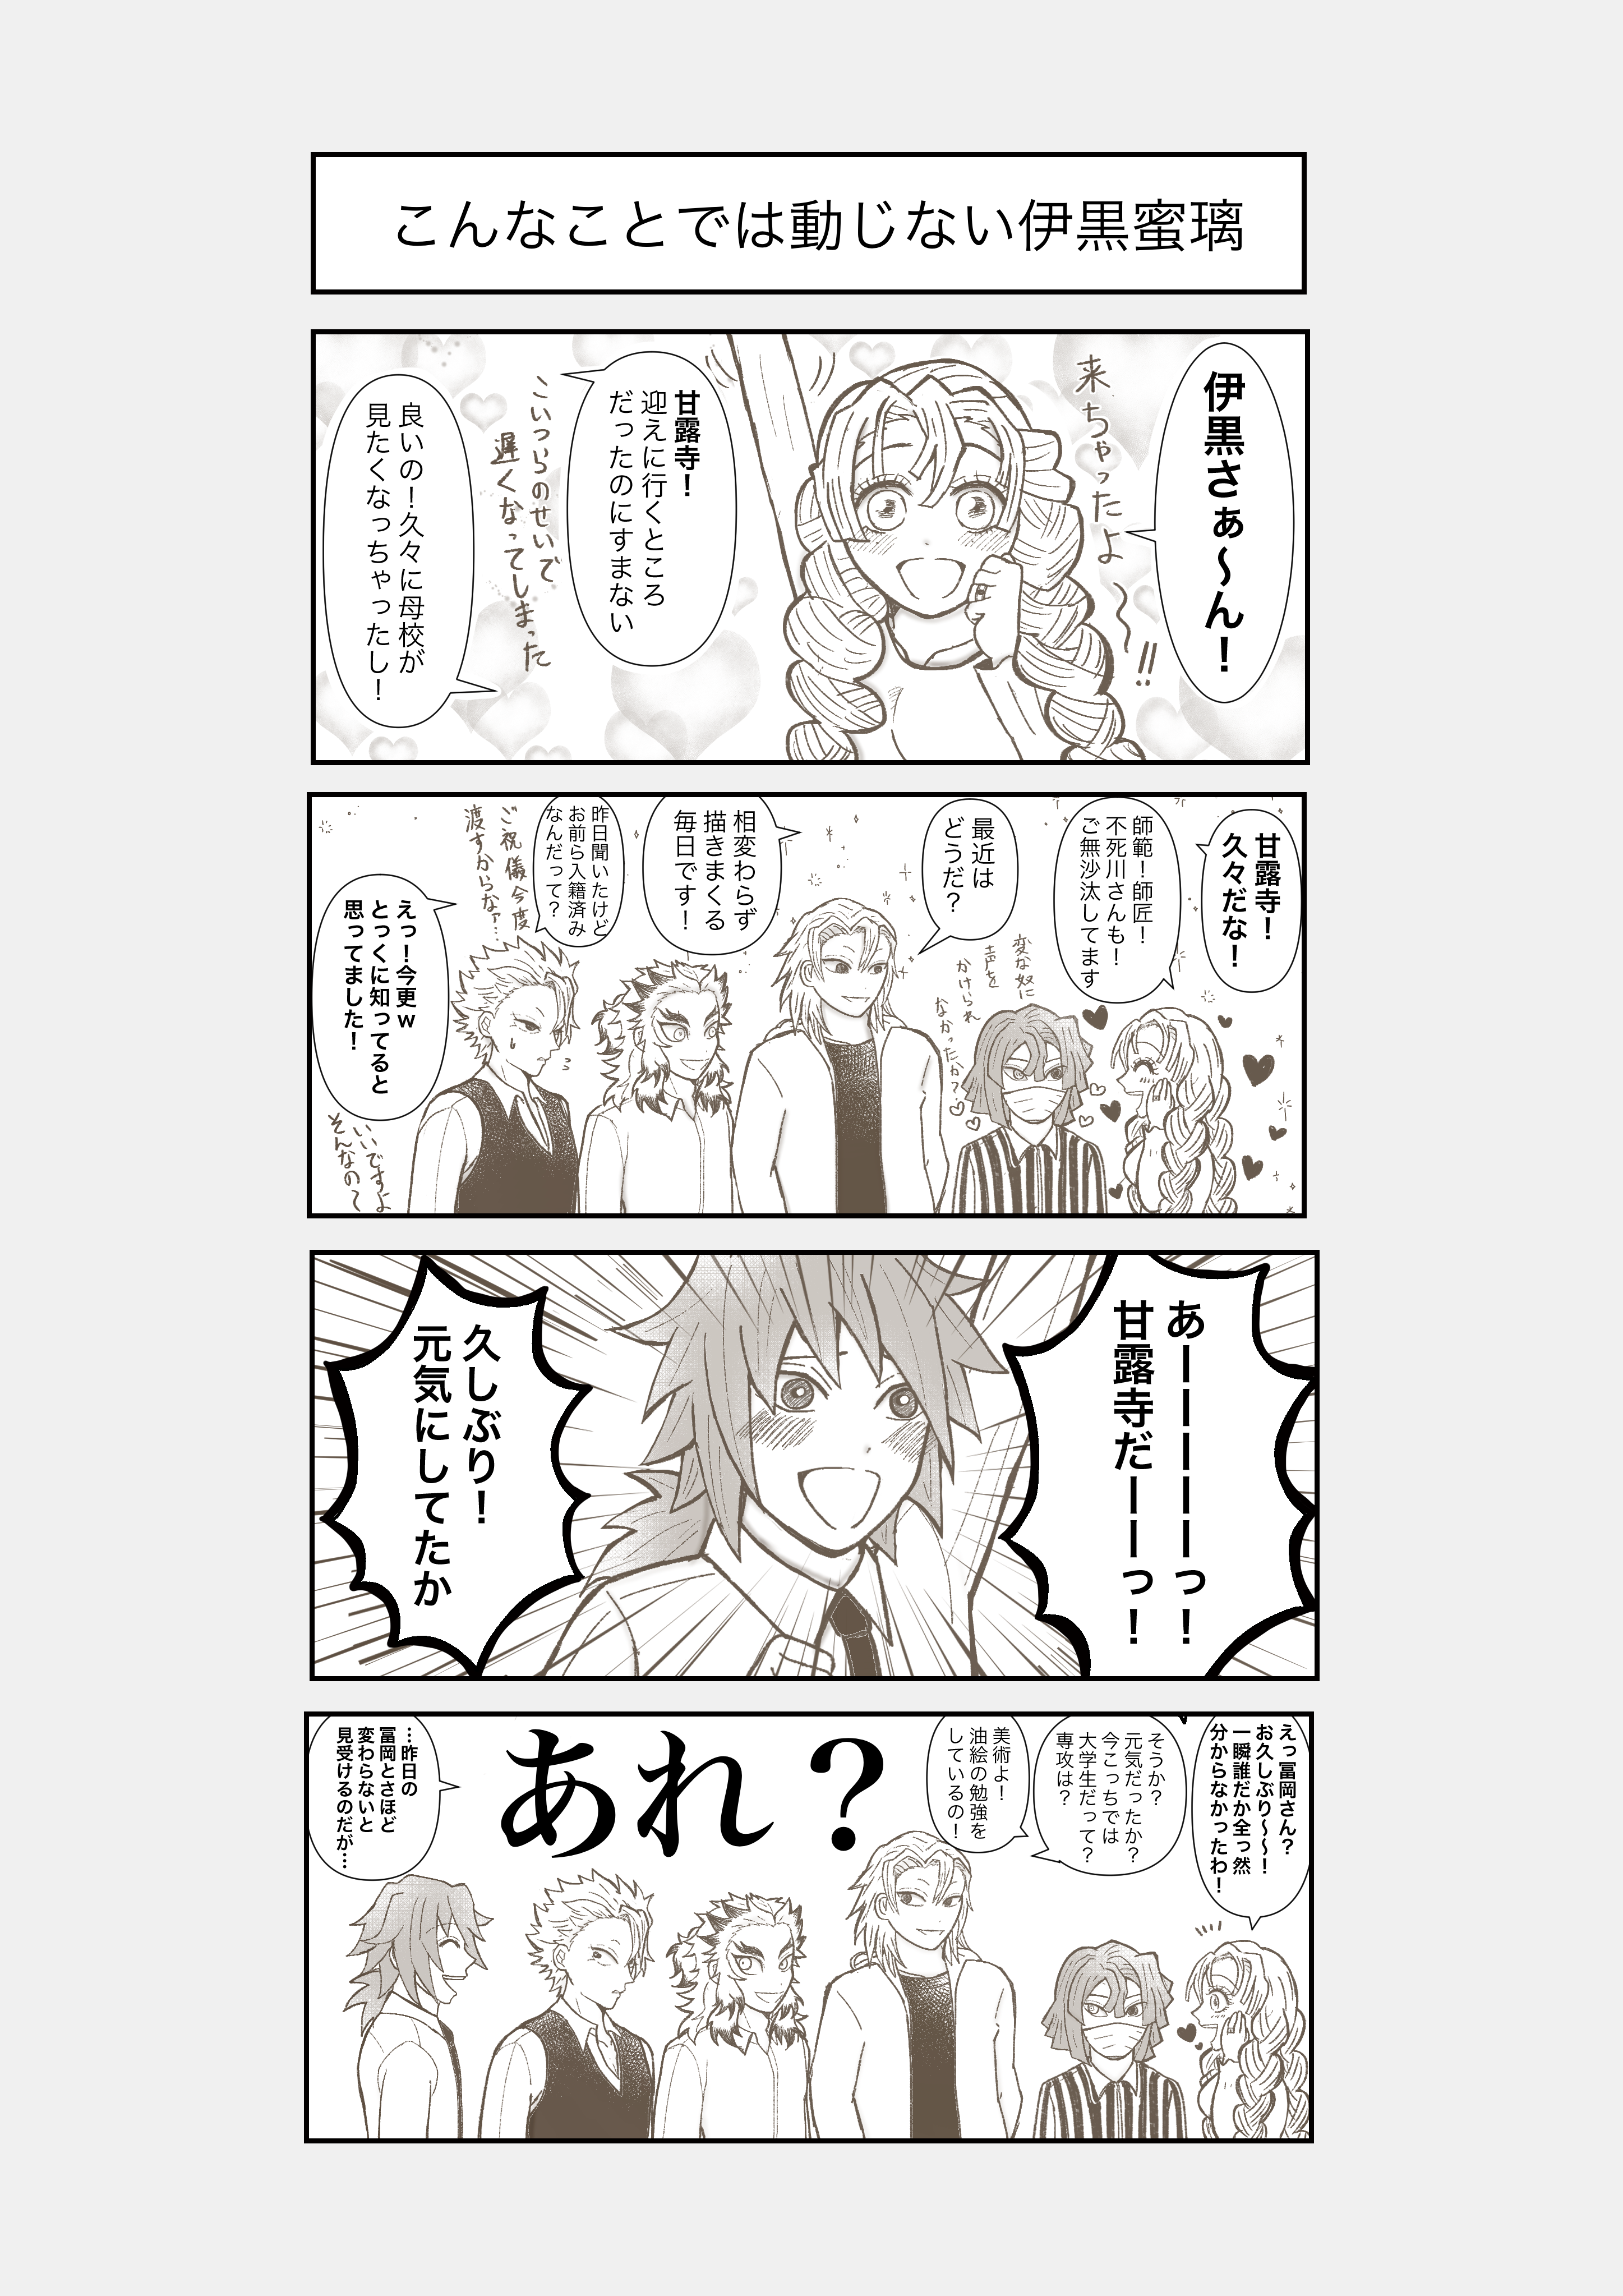 こんなことでは動じない伊黒蜜璃
伊黒さぁ～ん！
来ちゃったよ～!!
甘露寺！
迎えに行くところ
だったのにすまない
こいつらのせいで
遅くなってしまった
良いの！久々に母校が
見たくなっちゃったし！
甘露寺！
久々だな！
師範！師匠！
不死川さんも！
ご無沙汰してます
変な奴に
声を
かけられ
なかったか？
最近は
どうだ？
相変わらず
描きまくる
毎日です！
昨日聞いたけど
お前ら入籍済み
なんだって？
ご祝儀今度
渡すからなァ…
えっ！今更w
とっくに知ってると
思ってました！
いいですよ
そんなの～
あーーーーーっ！
甘露寺だーーーっ！
久しぶり！
元気にしてたか
えっ冨岡さん？
お久しぶり～～！
一瞬誰だか全っ然
分からなかったわ！
そうか？
元気だったか？
今こっちでは
大学生だって？
専攻は？
美術よ！
油絵の勉強を
しているの！
あれ？
…昨日の
冨岡とさほど
変わらないと
見受けるのだが…